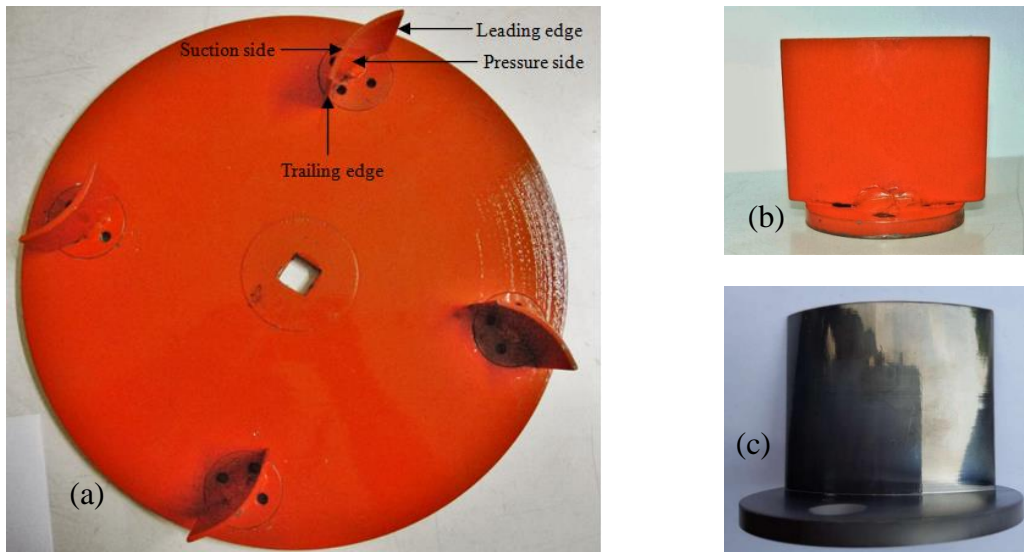 Leading edge
Suction side
Pressure side
Trailing edge
(a)
(b)
(c)